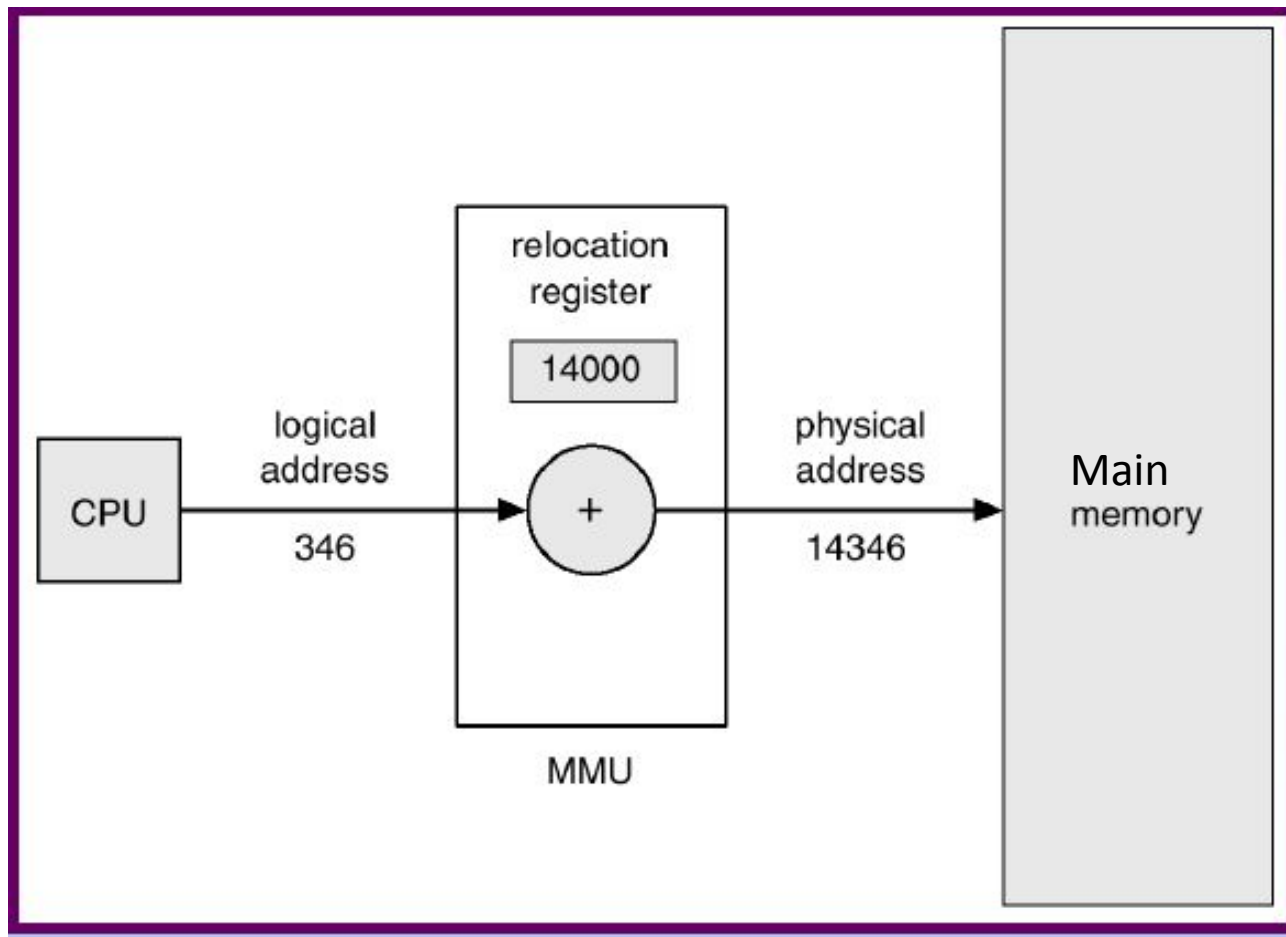 relocation
register
14000
logical
address
346
CPU
+
physical
address
14346
Main
memory
MMU